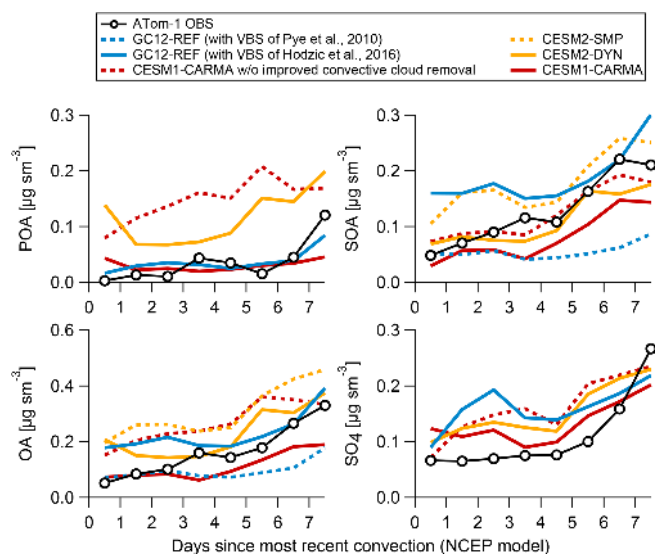 ATom-1 OBS
GC12-REF (with VBS of Pye et al., 2010)
GC12-REF (with VBS of Hodzic et al., 2016)
CESM1-CARMA w/o improved convective cloud removal
CESM2-SMP
CESM2-DYN
CESM1-CARMA
POA [µg sm⁻³]
0.3
0.2
0.1
0.0
0 1 2 3 4 5 6 7
SOA [µg sm⁻³]
0.3
0.2
0.1
0.0
0 1 2 3 4 5 6 7
OA [µg sm⁻³]
0.6
0.4
0.2
0.0
0 1 2 3 4 5 6 7
SO4 [µg sm⁻³]
0.3
0.2
0.1
0.0
0 1 2 3 4 5 6 7
Days since most recent convection (NCEP model)